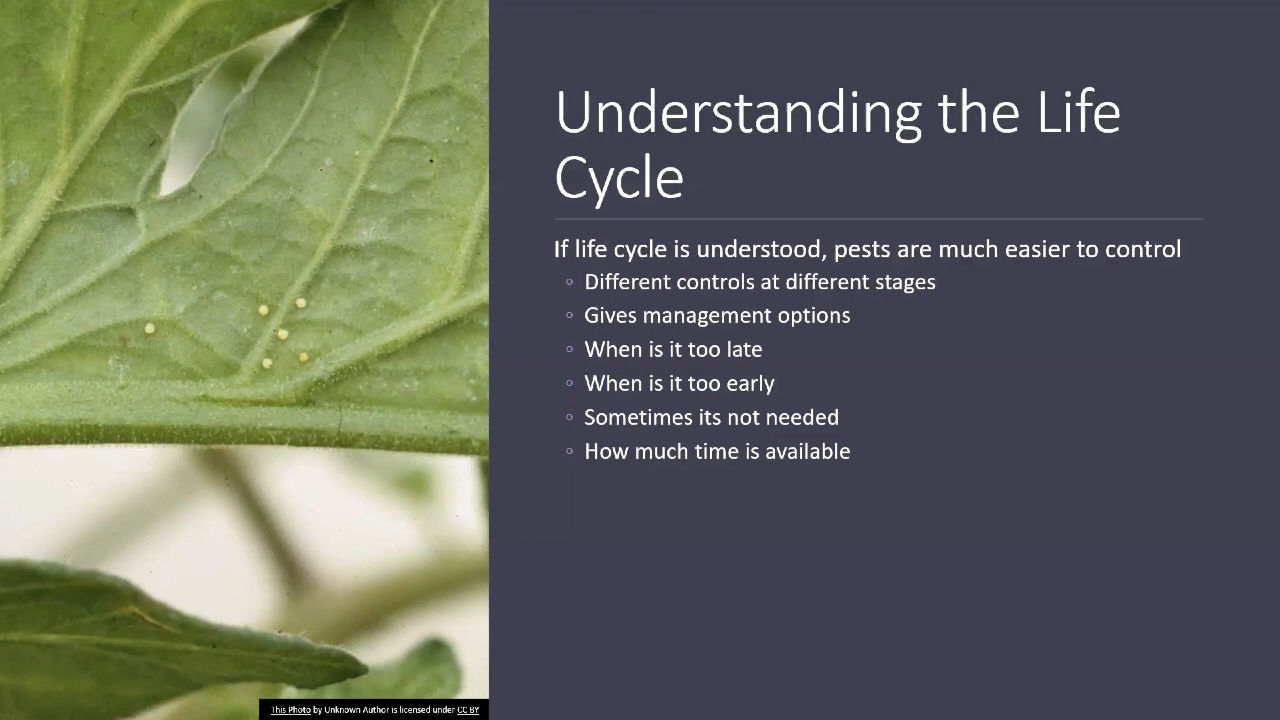 Understanding the Life
Cycle
If life cycle is understood, pests are much easier to control
Different controls at different stages
Gives management options
When is it too late
When is it too early
Sometimes its not needed
How much time is available
This Photo by Unknown Author is licensed under CC BY